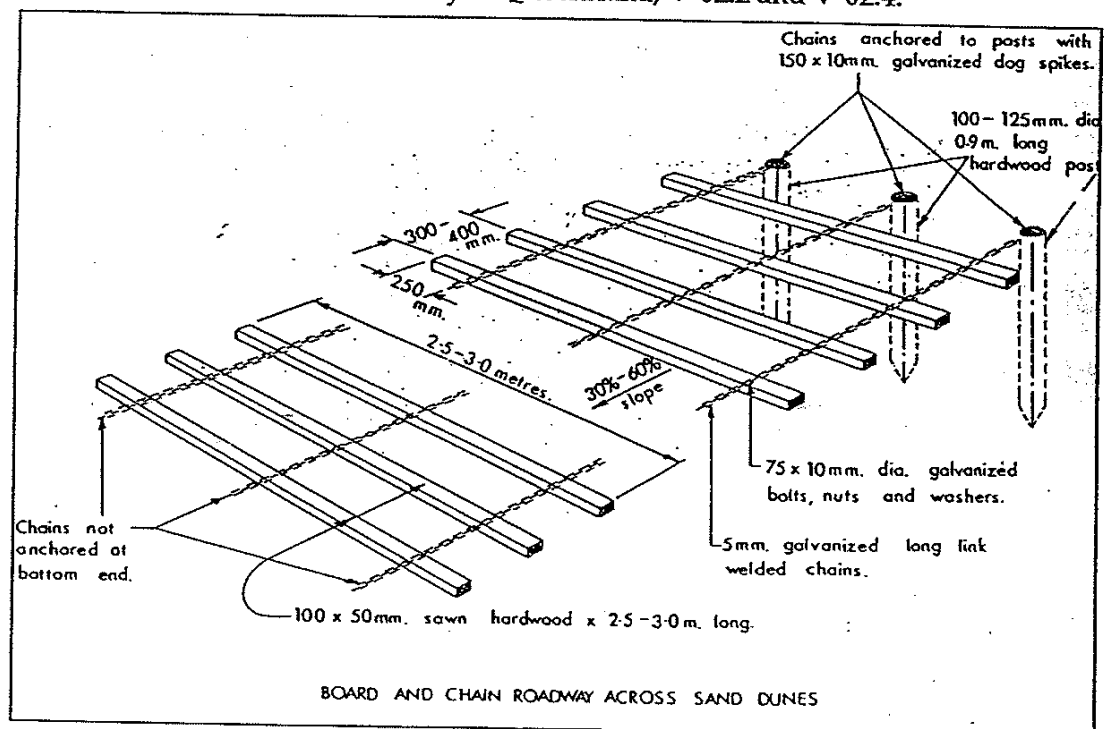 and V 02.4.
Chains anchored to posts with
150 x 10mm. galvanized dog spikes.
100-125mm. dia
0.9m. long
hardwood post
300-
400
mm.
250
mm.
2.5-3.0 metres.
30%-60%
slope
75 x 10mm. dia. galvanized
bolts, nuts and washers.
Chains not
anchored at
bottom end.
5mm. galvanized long link
welded chains.
100 x 50mm. sawn hardwood x 2.5-3.0m. long.
BOARD AND CHAIN ROADWAY ACROSS SAND DUNES